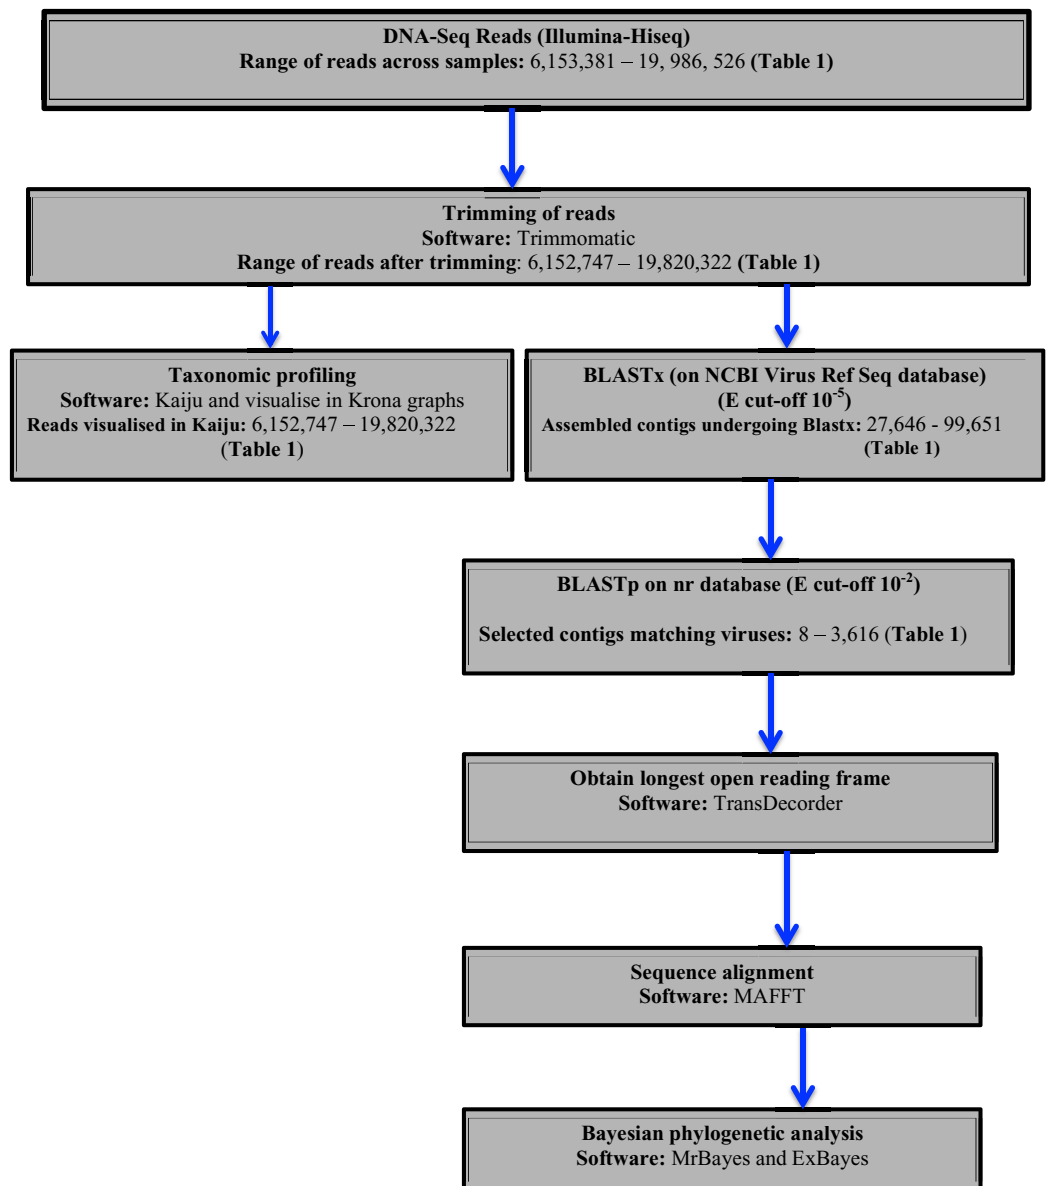 DNA-Seq Reads (Illumina-Hiseq)
Range of reads across samples: 6,153,381 – 19, 986, 526 (Table 1)
Trimming of reads
Software: Trimmomatic
Range of reads after trimming: 6,152,747 – 19,820,322 (Table 1)
Taxonomic profiling
Software: Kaiju and visualise in Krona graphs
Reads visualised in Kaiju: 6,152,747 – 19,820,322
(Table 1)
BLASTx (on NCBI Virus Ref Seq database)
(E cut-off 10⁻⁵)
Assembled contigs undergoing Blastx: 27,646 - 99,651
(Table 1)
BLASTp on nr database (E cut-off 10⁻²)
Selected contigs matching viruses: 8 – 3,616 (Table 1)
Obtain longest open reading frame
Software: TransDecorder
Sequence alignment
Software: MAFFT
Bayesian phylogenetic analysis
Software: MrBayes and ExBayes